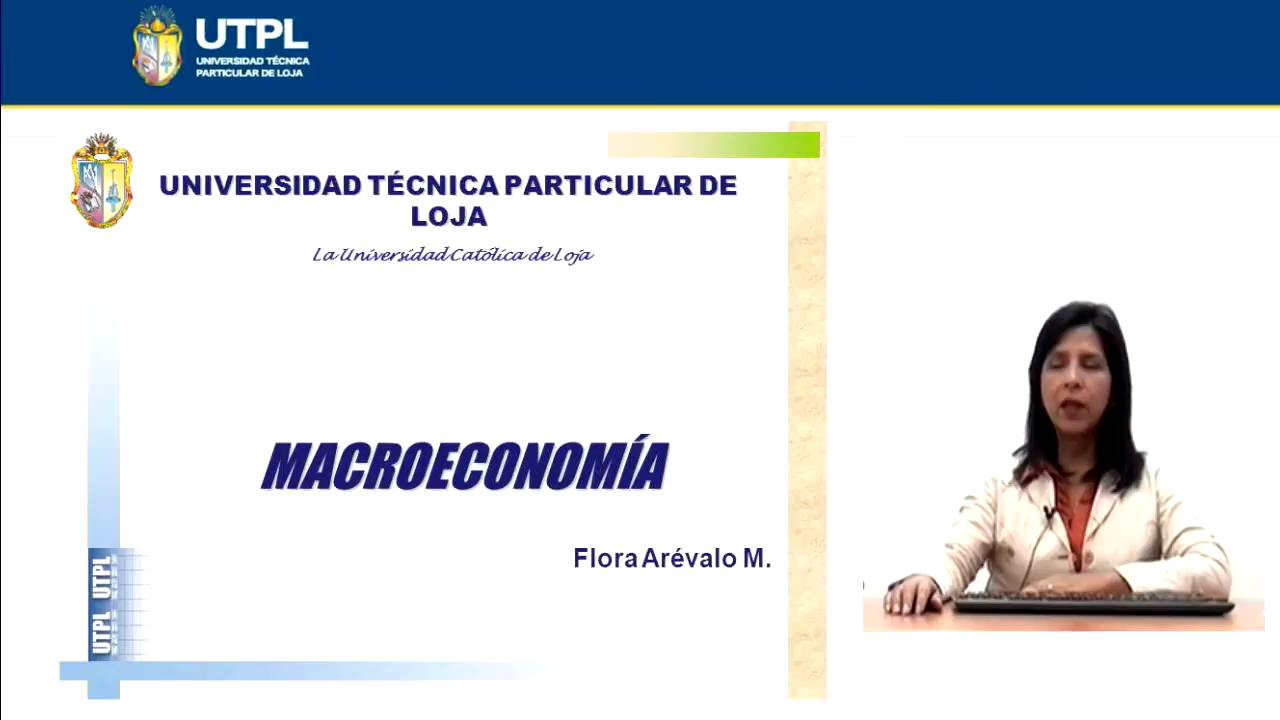 UTPL
UNIVERSIDAD TÉCNICA
PARTICULAR DE LOJA
UNIVERSIDAD TÉCNICA PARTICULAR DE
LOJA
La Universidad Católica de Loja
MACROECONOMÍA
Flora Arévalo M.
UTPL UTPL